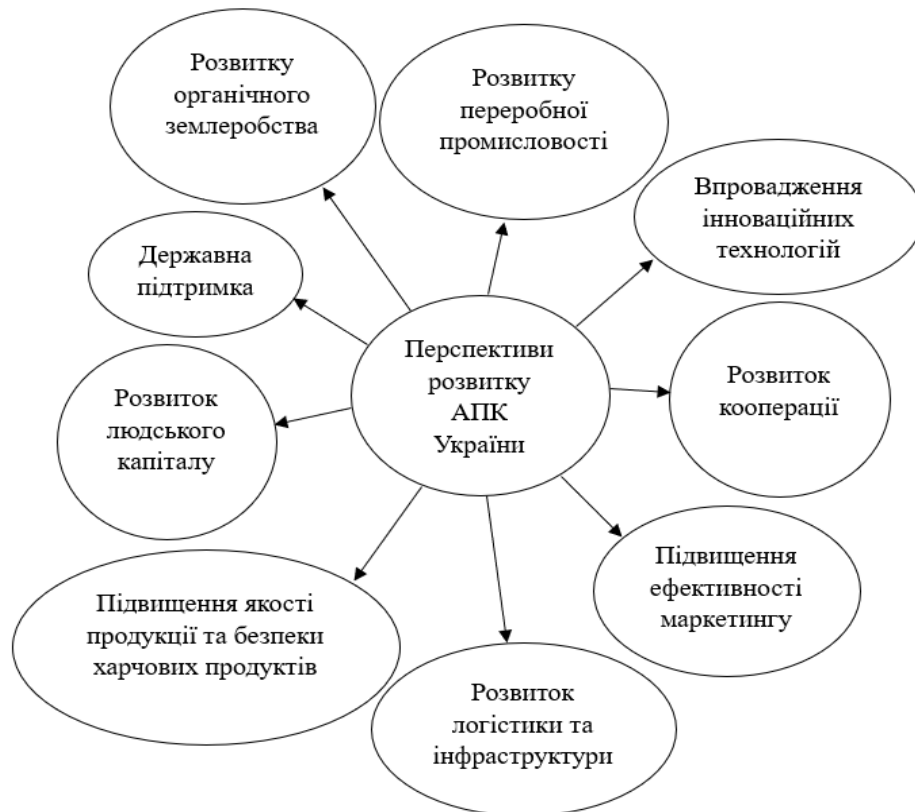 Розвитку
органічного
землеробства
Розвитку
переробної
промисловості
Впровадження
інноваційних
технологій
Державна
підтримка
Перспективи
розвитку
АПК
України
Розвиток
кооперації
Розвиток
людського
капіталу
Підвищення
ефективності
маркетингу
Підвищення якості
продукції та безпеки
харчових продуктів
Розвиток
логістики та
інфраструктури